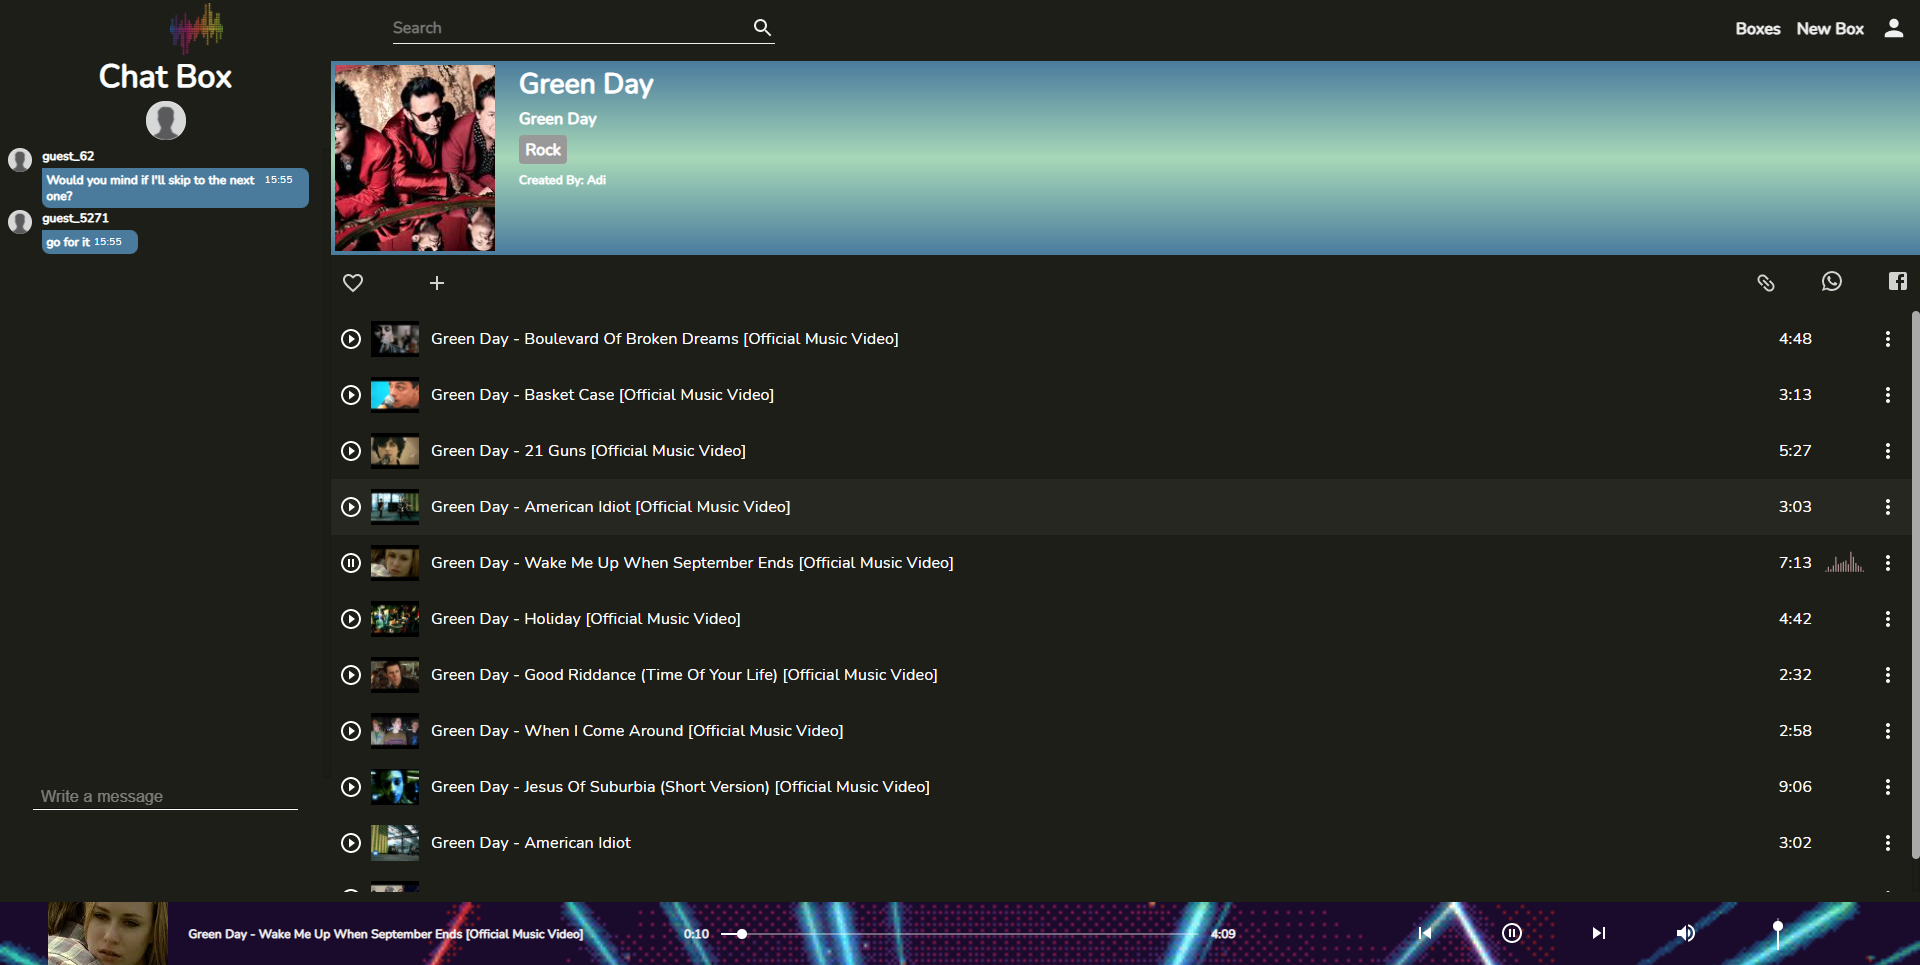 Search
Boxes
New Box
Chat Box
guest_62
Would you mind if I'll skip to the next
one?
15:55
guest_5271
go for it 15:55
Write a message
Green Day
Green Day
Rock
Created By: Adi
Green Day - Boulevard Of Broken Dreams [Official Music Video] 4:48
Green Day - Basket Case [Official Music Video] 3:13
Green Day - 21 Guns [Official Music Video] 5:27
Green Day - American Idiot [Official Music Video] 3:03
Green Day - Wake Me Up When September Ends [Official Music Video] 7:13
Green Day - Holiday [Official Music Video] 4:42
Green Day - Good Riddance (Time Of Your Life) [Official Music Video] 2:32
Green Day - When I Come Around [Official Music Video] 2:58
Green Day - Jesus Of Suburbia (Short Version) [Official Music Video] 9:06
Green Day - American Idiot 3:02
Green Day - Wake Me Up When September Ends [Official Music Video] 0:10 4:09